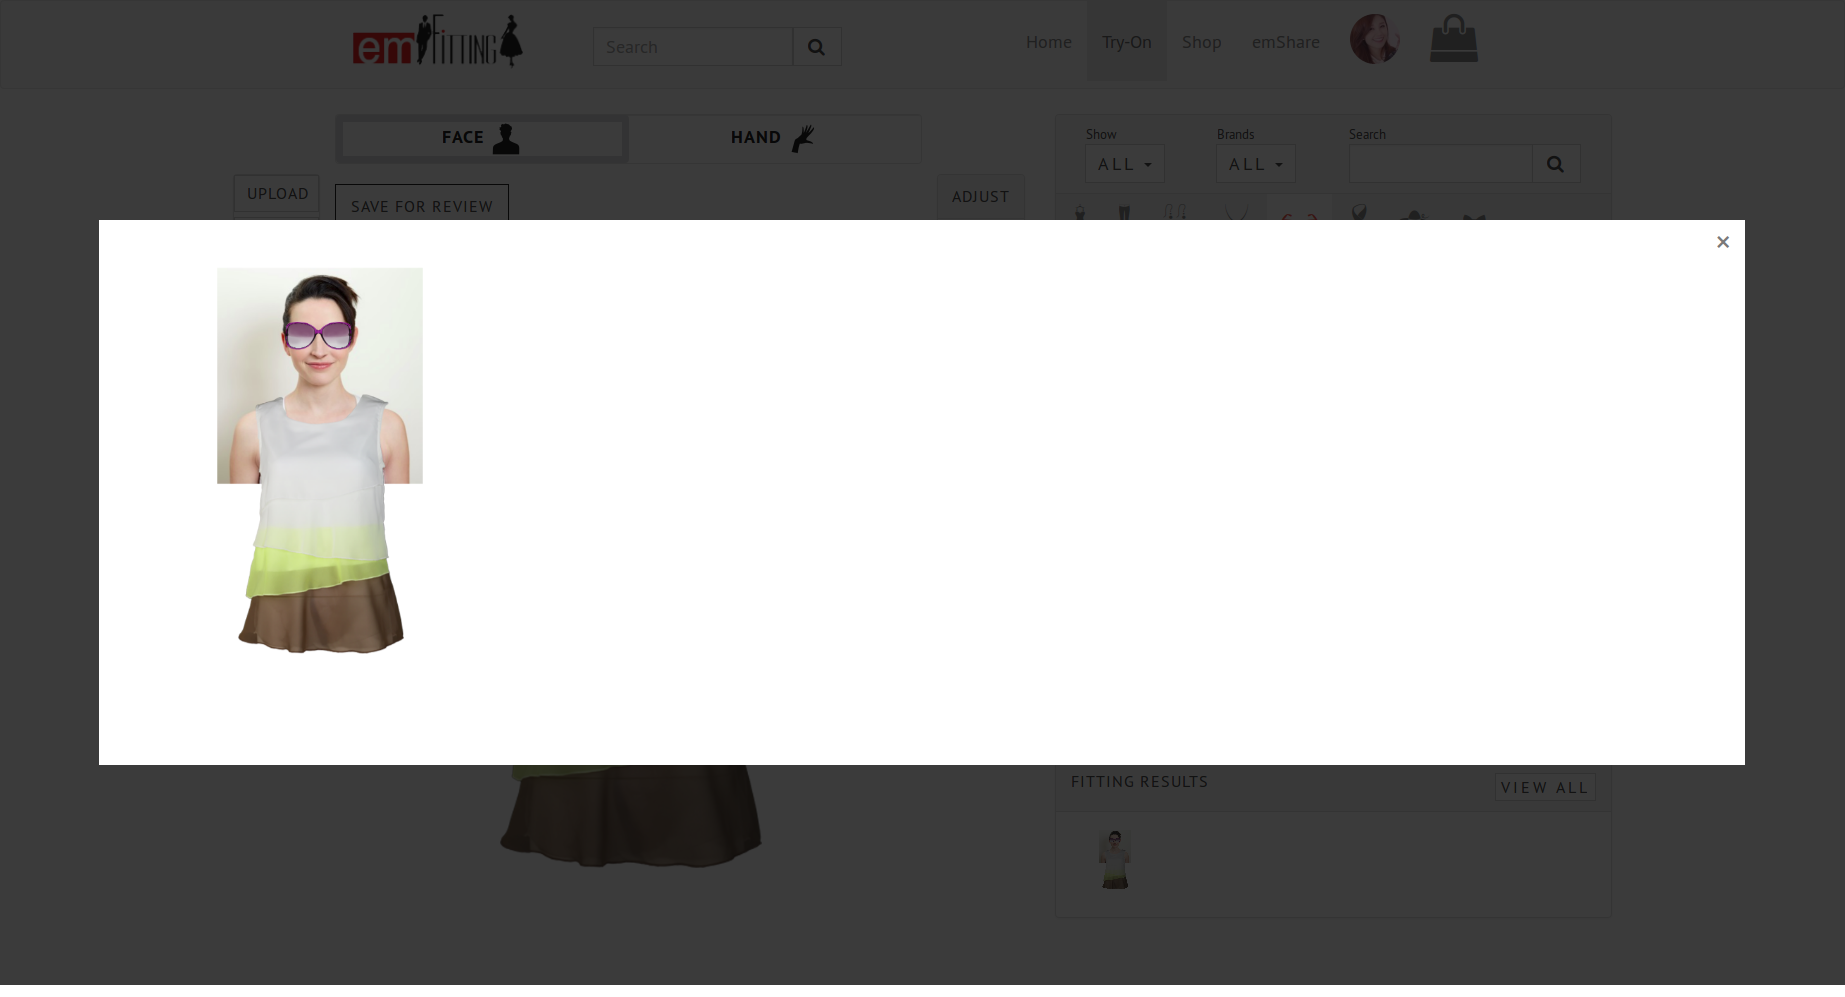 emFITTING
Search
Home
Try-On
Shop
emShare
FACE
HAND
Show
Brands
Search
ALL
ALL
UPLOAD
SAVE FOR REVIEW
ADJUST
×
FITTING RESULTS
VIEW ALL